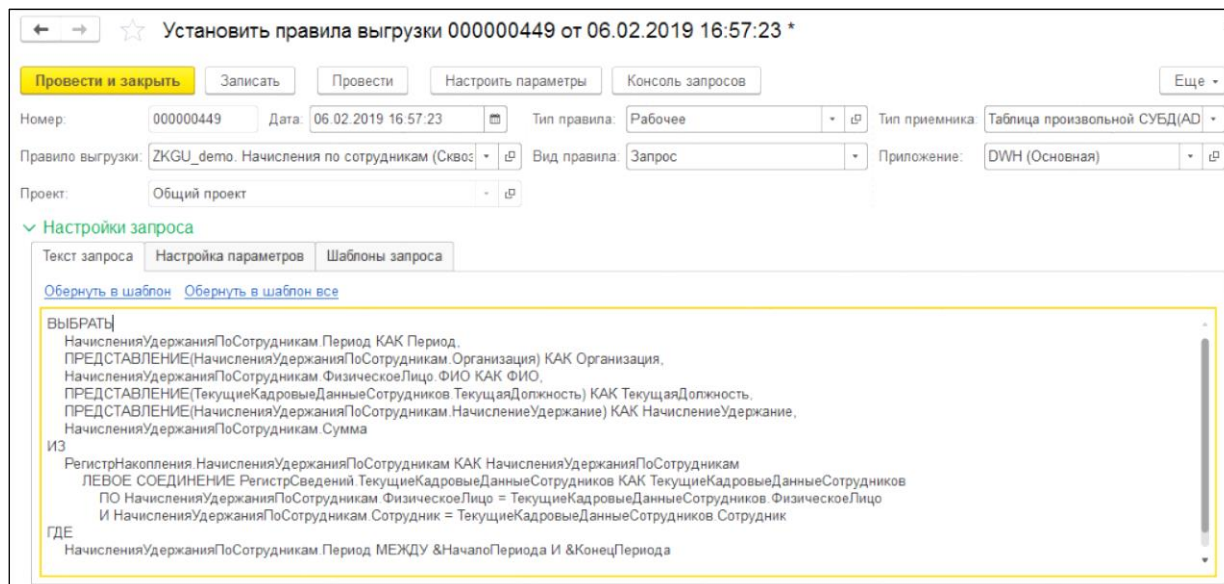 Установить правила выгрузки 000000449 от 06.02.2019 16:57:23 *
Провести и закрыть Записать Провести Настроить параметры Консоль запросов Еще
Номер: 000000449 Дата: 06.02.2019 16:57:23 Тип правила: Рабочее Тип приемника: Таблица произвольной СУБД(AD
Правило выгрузки: ZKGU_demo. Начисления по сотрудникам (Сквоз Вид правила: Запрос Приложение: DWH (Основная)
Проект: Общий проект
Настройки запроса
Текст запроса Настройка параметров Шаблоны запроса
Обернуть в шаблон Обернуть в шаблон все
ВЫБРАТЬ
НачисленияУдержанияПоСотрудникам.Период КАК Период,
ПРЕДСТАВЛЕНИЕ(НачисленияУдержанияПоСотрудникам.Организация) КАК Организация,
НачисленияУдержанияПоСотрудникам.ФизическоеЛицо.ФИО КАК ФИО,
ПРЕДСТАВЛЕНИЕ(ТекущиеКадровыеДанныеСотрудников.ТекущаяДолжность) КАК ТекущаяДолжность,
ПРЕДСТАВЛЕНИЕ(НачисленияУдержанияПоСотрудникам.НачислениеУдержание) КАК НачислениеУдержание,
НачисленияУдержанияПоСотрудникам.Сумма
ИЗ
РегистрНакопления.НачисленияУдержанияПоСотрудникам КАК НачисленияУдержанияПоСотрудникам
ЛЕВОЕ СОЕДИНЕНИЕ РегистрСведений.ТекущиеКадровыеДанныеСотрудников КАК ТекущиеКадровыеДанныеСотрудников
ПО НачисленияУдержанияПоСотрудникам.ФизическоеЛицо = ТекущиеКадровыеДанныеСотрудников.ФизическоеЛицо
И НачисленияУдержанияПоСотрудникам.Сотрудник = ТекущиеКадровыеДанныеСотрудников.Сотрудник
ГДЕ
НачисленияУдержанияПоСотрудникам.Период МЕЖДУ &НачалоПериода И &КонецПериода